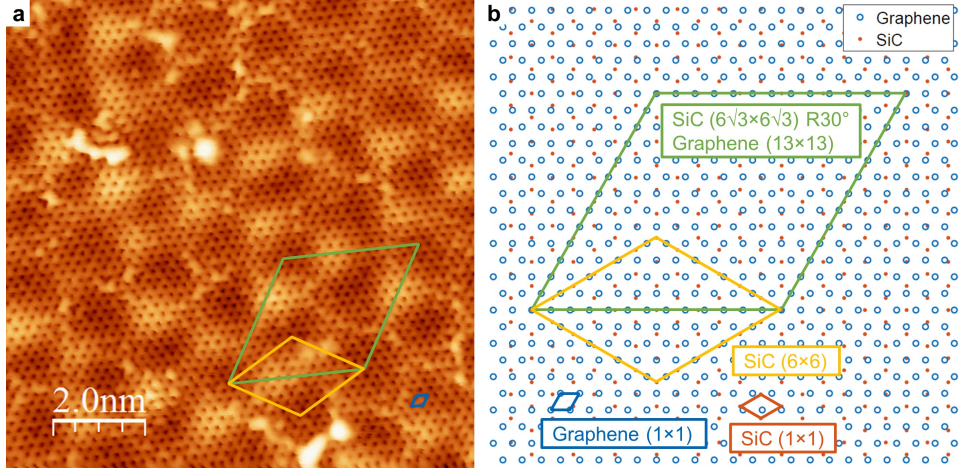 a
2.0nm
b
Graphene
SiC
SiC (6√3×6√3) R30°
Graphene (13×13)
SiC (6×6)
Graphene (1×1)
SiC (1×1)